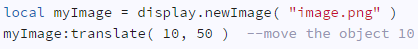 local myImage = display.newImage( "image.png" )
myImage:translate( 10, 50 )  --move the object 10